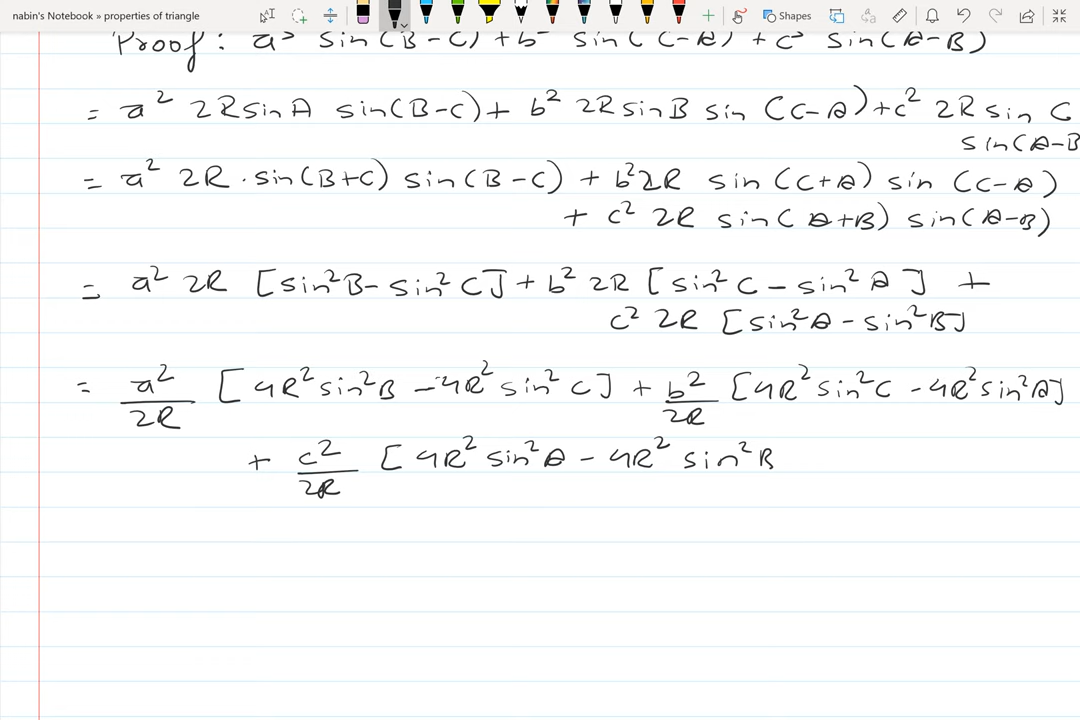 nabin's Notebook » properties of triangle
Shapes
Proof : a³ sin(B-C) + b³ sin(C-A) + c³ sin(A-B)
= a² 2R sin A sin(B-C) + b² 2R sin B sin (C-A) + c² 2R sin C
sin(A-B
= a² 2R . sin(B+C) sin(B-C) + b² 2R sin (C+A) sin (C-A)
+ c² 2R sin(A+B) sin(A-B)
= a² 2R [sin²B - sin²C] + b² 2R [sin²C - sin²A] +
c² 2R [sin²A - sin²B]
= a²/2R [4R² sin²B - 4R² sin²C] + b²/2R [4R² sin²C - 4R² sin²A]
+ c²/2R [4R² sin²A - 4R² sin²B